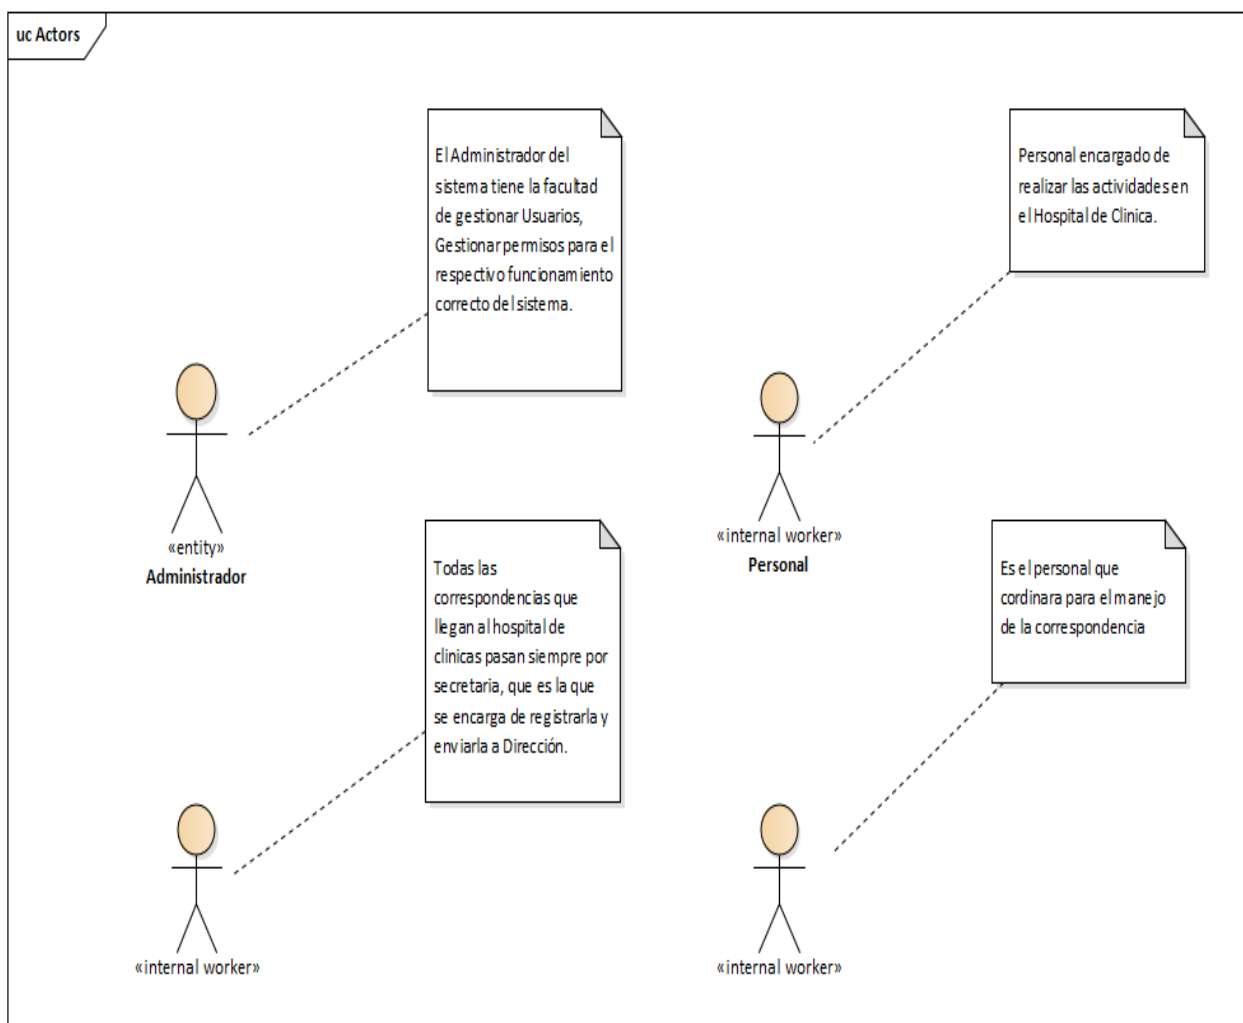 uc Actors
El Administrador del
sistema tiene la facultad
de gestionar Usuarios,
Gestionar permisos para el
respectivo funcionamiento
correcto del sistema.
Personal encargado de
realizar las actividades en
el Hospital de Clinica.
«entity»
Administrador
«internal worker»
Personal
Todas las
correspondencias que
llegan al hospital de
clinicas pasan siempre por
secretaria, que es la que
se encarga de registrarla y
enviarla a Dirección.
Es el personal que
cordinara para el manejo
de la correspondencia
«internal worker»
«internal worker»